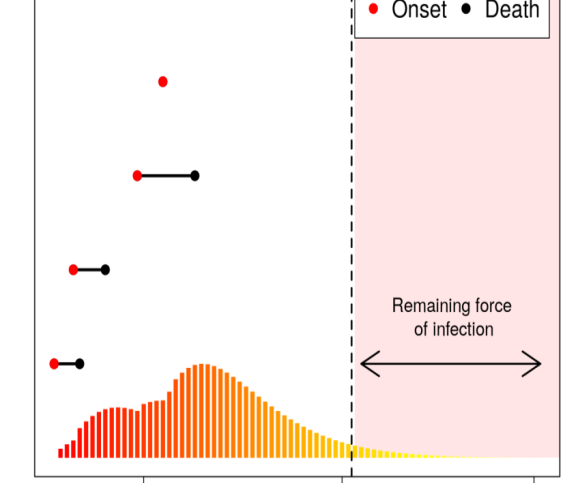 Onset Death
Remaining force
of infection